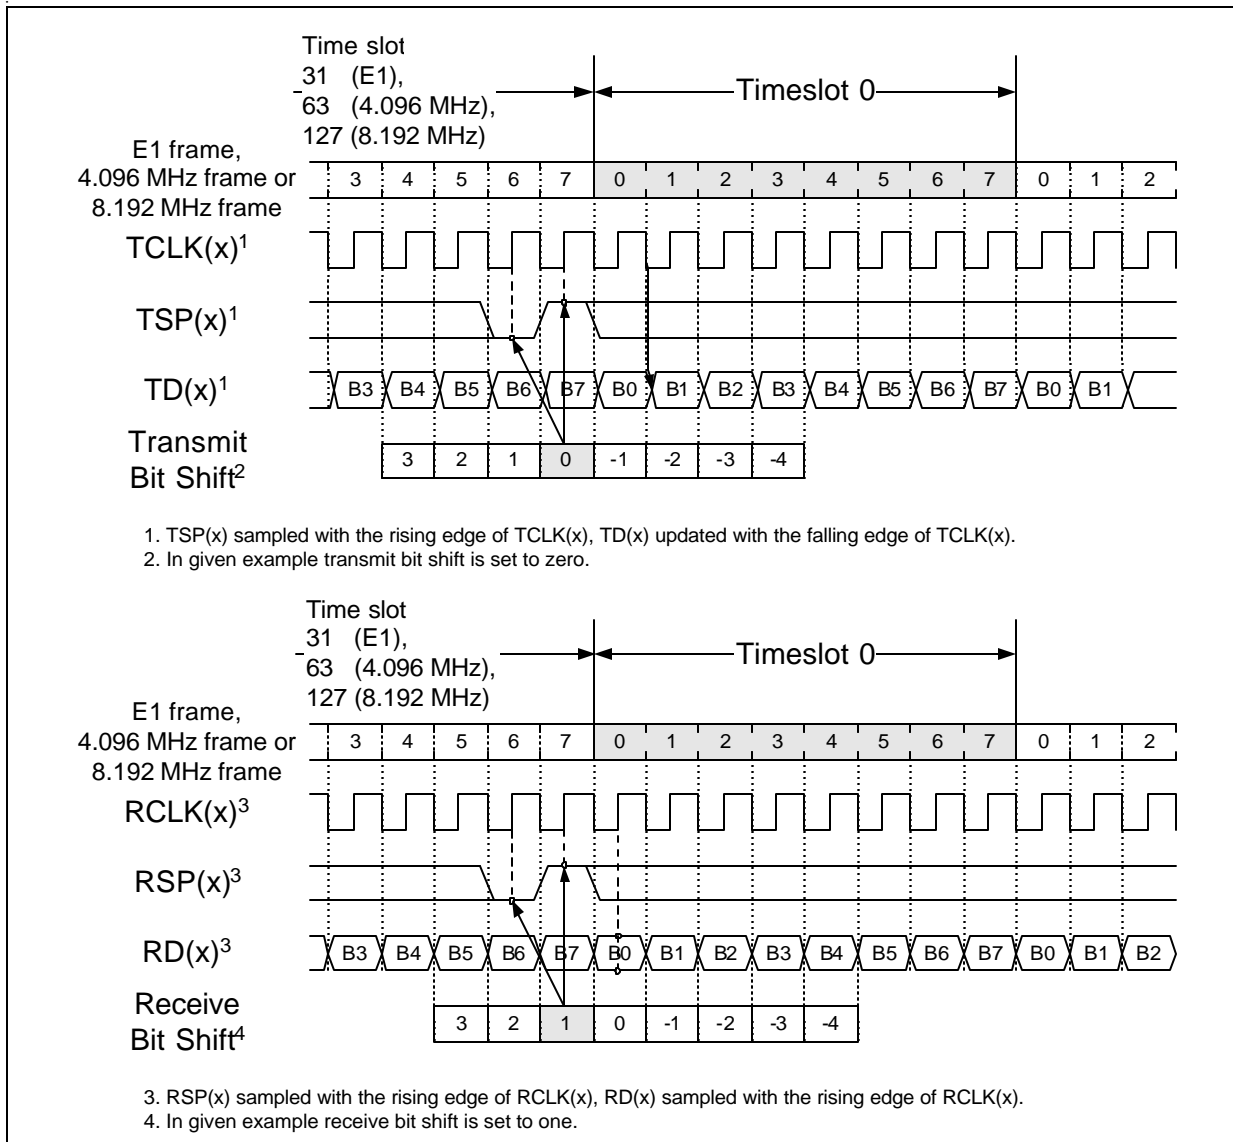 Time slot
31 (E1),
63 (4.096 MHz),
127 (8.192 MHz)
Timeslot 0
E1 frame,
4.096 MHz frame or
8.192 MHz frame
3 4 5 6 7 0 1 2 3 4 5 6 7 0 1 2
TCLK(x)1
TSP(x)1
TD(x)1
B3 B4 B5 B6 B7 B0 B1 B2 B3 B4 B5 B6 B7 B0 B1
Transmit
Bit Shift2
3 2 1 0 -1 -2 -3 -4
1. TSP(x) sampled with the rising edge of TCLK(x), TD(x) updated with the falling edge of TCLK(x).
2. In given example transmit bit shift is set to zero.
Time slot
31 (E1),
63 (4.096 MHz),
127 (8.192 MHz)
Timeslot 0
E1 frame,
4.096 MHz frame or
8.192 MHz frame
3 4 5 6 7 0 1 2 3 4 5 6 7 0 1 2
RCLK(x)3
RSP(x)3
RD(x)3
B3 B4 B5 B6 B7 B0 B1 B2 B3 B4 B5 B6 B7 B0 B1 B2
Receive
Bit Shift4
3 2 1 0 -1 -2 -3 -4
3. RSP(x) sampled with the rising edge of RCLK(x), RD(x) sampled with the rising edge of RCLK(x).
4. In given example receive bit shift is set to one.